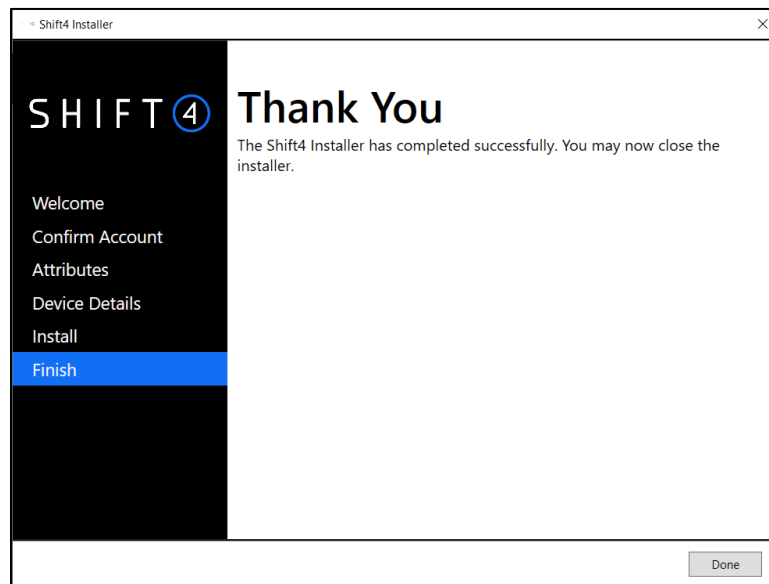 Shift4 Installer
SHIFT4
Thank You
The Shift4 Installer has completed successfully. You may now close the
installer.
Welcome
Confirm Account
Attributes
Device Details
Install
Finish
Done